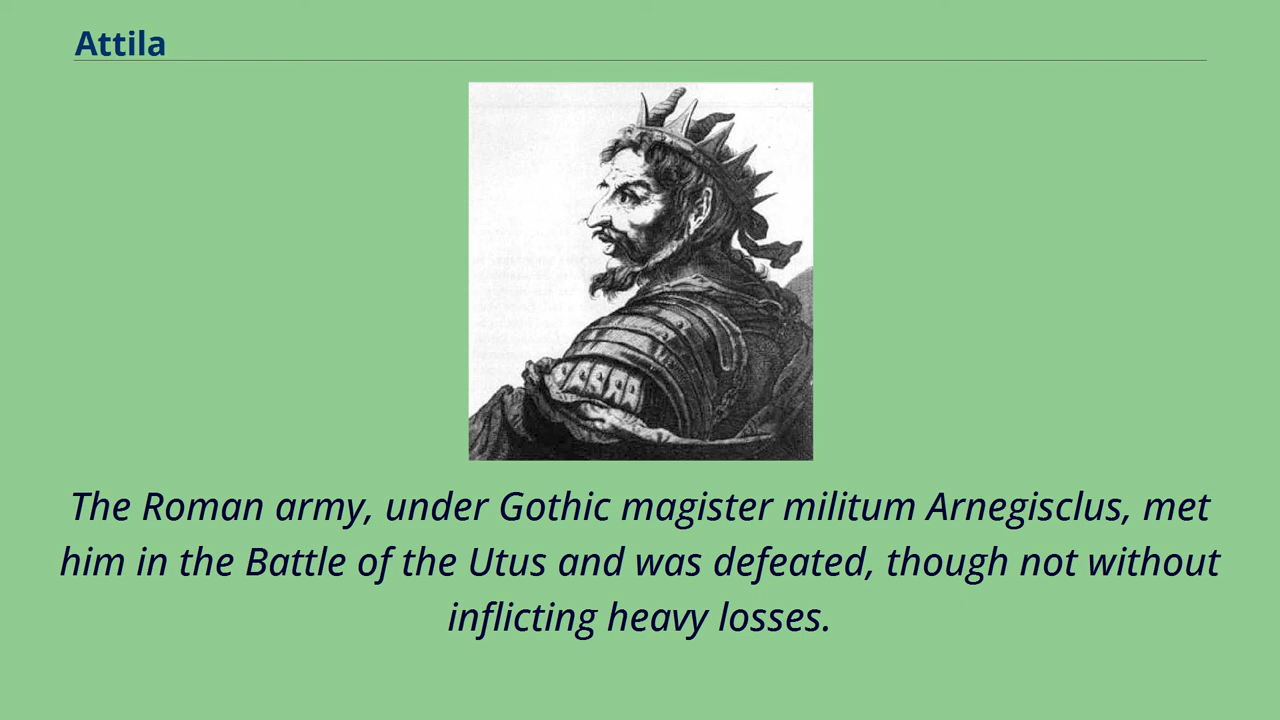 Attila
The Roman army, under Gothic magister militum Arnegisclus, met
him in the Battle of the Utus and was defeated, though not without
inflicting heavy losses.